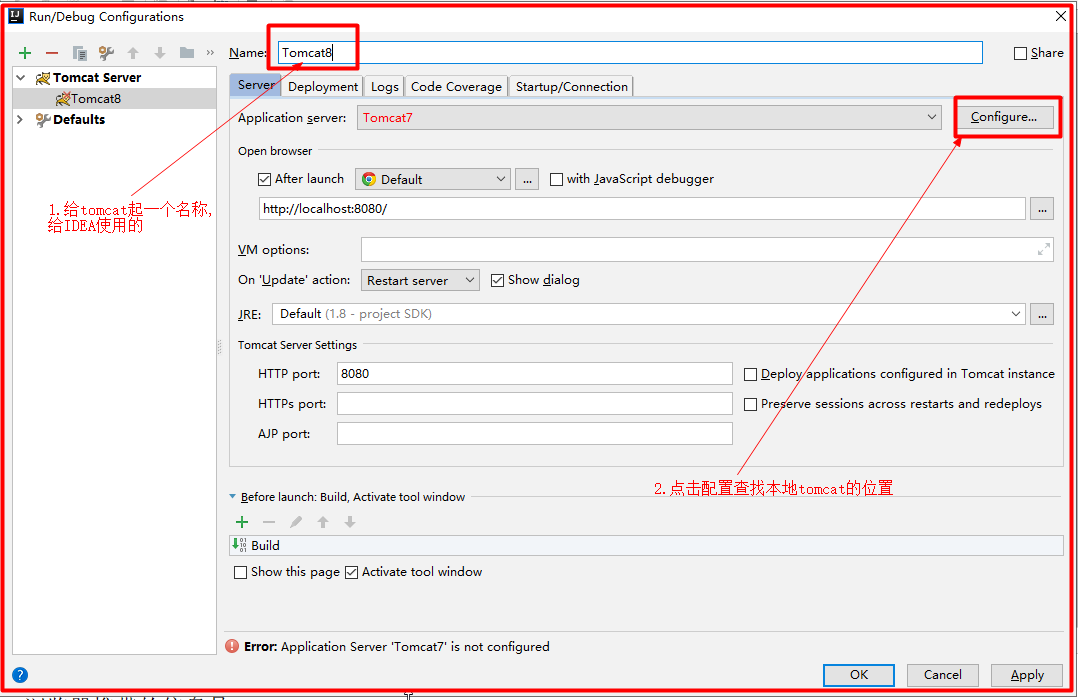 Run/Debug Configurations
Name: Tomcat8
Share
Tomcat Server
Tomcat8
Defaults
Server Deployment Logs Code Coverage Startup/Connection
Application server: Tomcat7
Configure...
Open browser
After launch Default ... with JavaScript debugger
http://localhost:8080/ ...
1.给tomcat起一个名称,
给IDEA使用的
VM options:
On 'Update' action: Restart server Show dialog
JRE: Default (1.8 - project SDK) ...
Tomcat Server Settings
HTTP port: 8080 Deploy applications configured in Tomcat instance
HTTPs port: Preserve sessions across restarts and redeploys
AJP port:
2.点击配置查找本地tomcat的位置
Before launch: Build, Activate tool window
Build
Show this page Activate tool window
Error: Application Server 'Tomcat7' is not configured
OK Cancel Apply